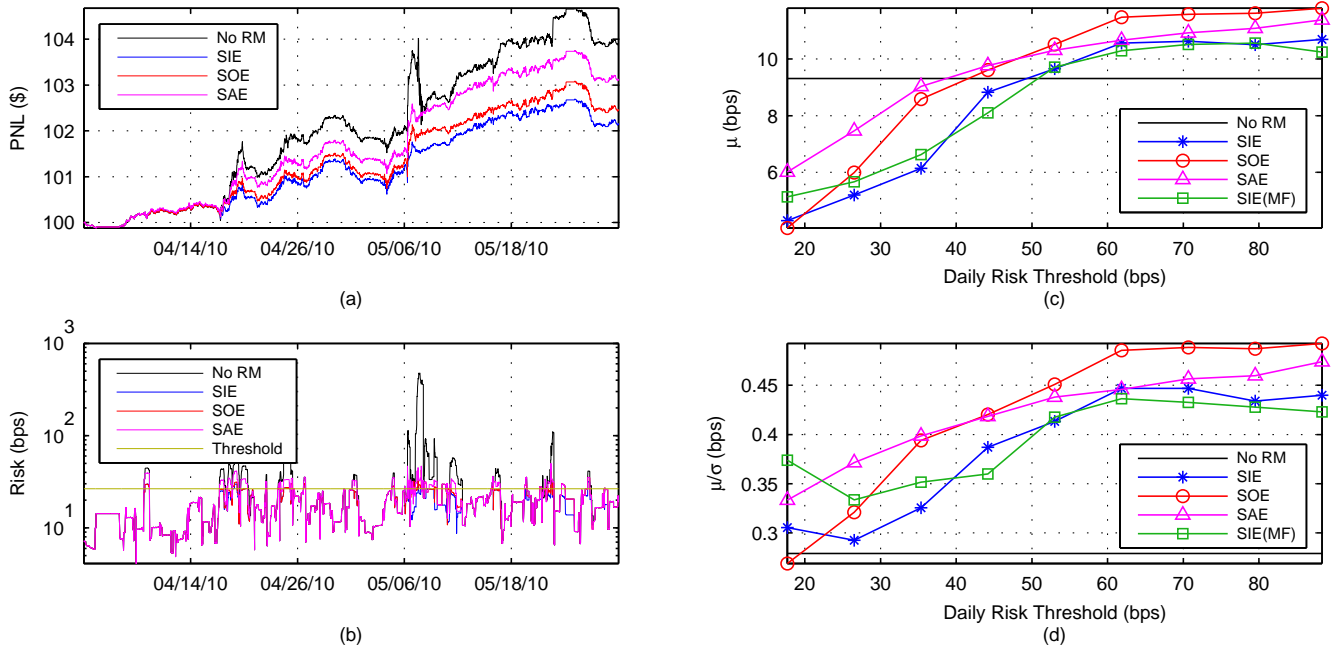 104
103
102
101
100
PNL ($)
No RM
SIE
SOE
SAE
04/14/10
04/26/10
05/06/10
05/18/10
(a)
10
8
6
μ (bps)
No RM
SIE
SOE
SAE
SIE(MF)
20
30
40
50
60
70
80
Daily Risk Threshold (bps)
(c)
10^3
10^2
10^1
Risk (bps)
No RM
SIE
SOE
SAE
Threshold
04/14/10
04/26/10
05/06/10
05/18/10
(b)
0.45
0.4
0.35
0.3
μ/σ (bps)
No RM
SIE
SOE
SAE
SIE(MF)
20
30
40
50
60
70
80
Daily Risk Threshold (bps)
(d)